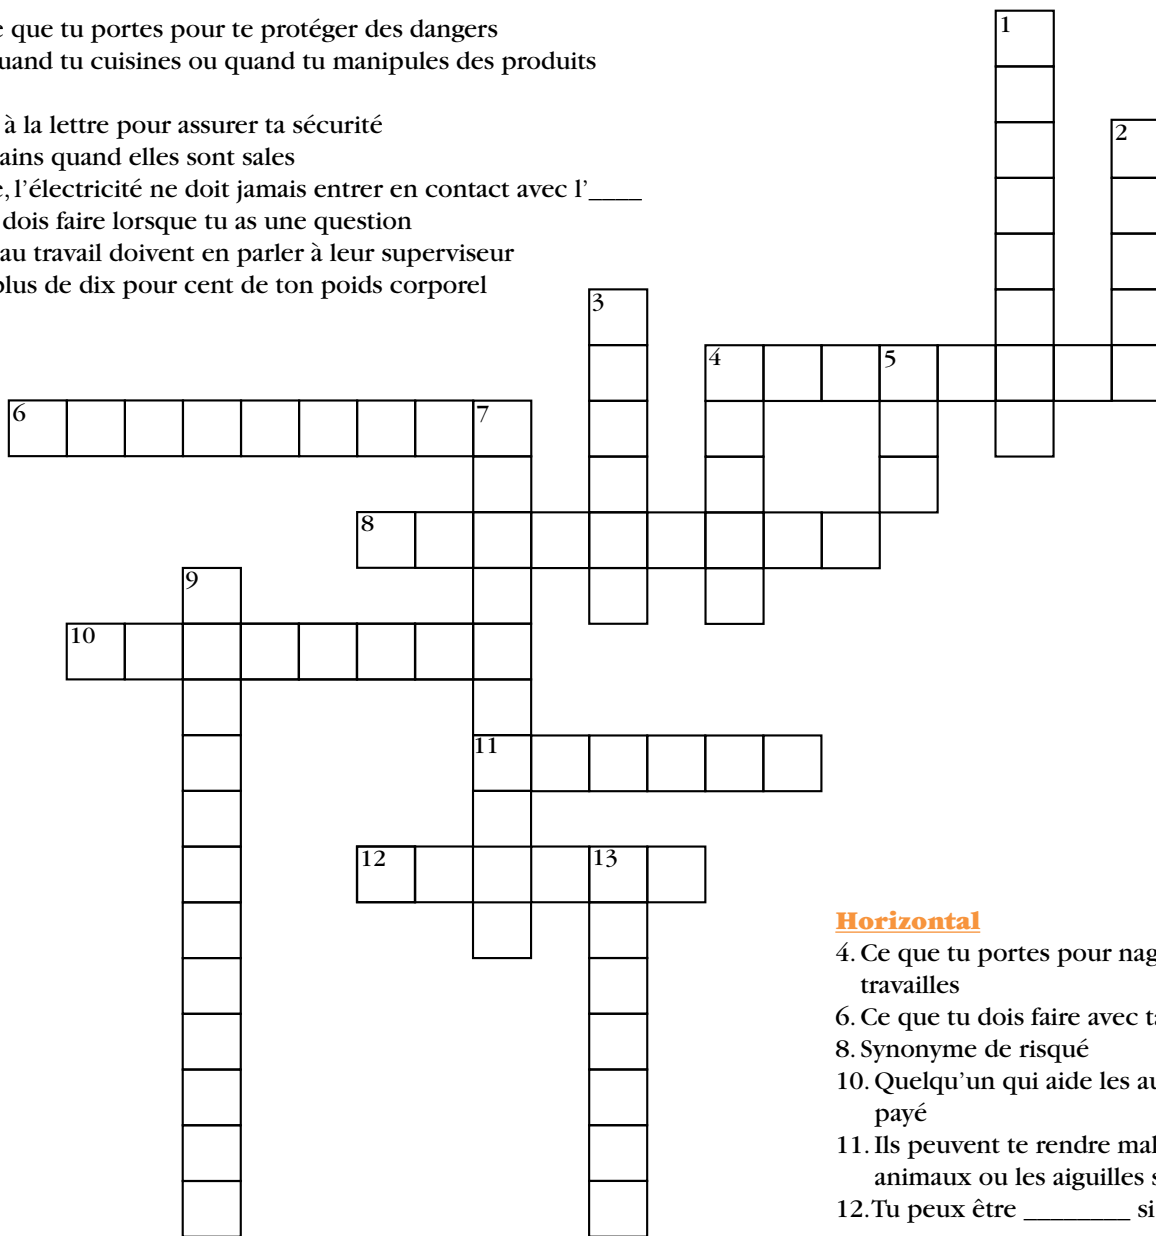 que tu portes pour te protéger des dangers
quand tu cuisines ou quand tu manipules des produits
à la lettre pour assurer ta sécurité
quand elles sont sales
l’électricité ne doit jamais entrer en contact avec l’____
dois faire lorsque tu as une question
au travail doivent en parler à leur superviseur
plus de dix pour cent de ton poids corporel
1
2
3
4
5
6
7
8
9
10
11
12
13
Horizontal
4. Ce que tu portes pour
travailles
6. Ce que tu dois faire avec
8. Synonyme de risqué
10. Quelqu’un qui aide les
payé
11. Ils peuvent te rendre
animaux ou les aiguilles
12. Tu peux être ________ si